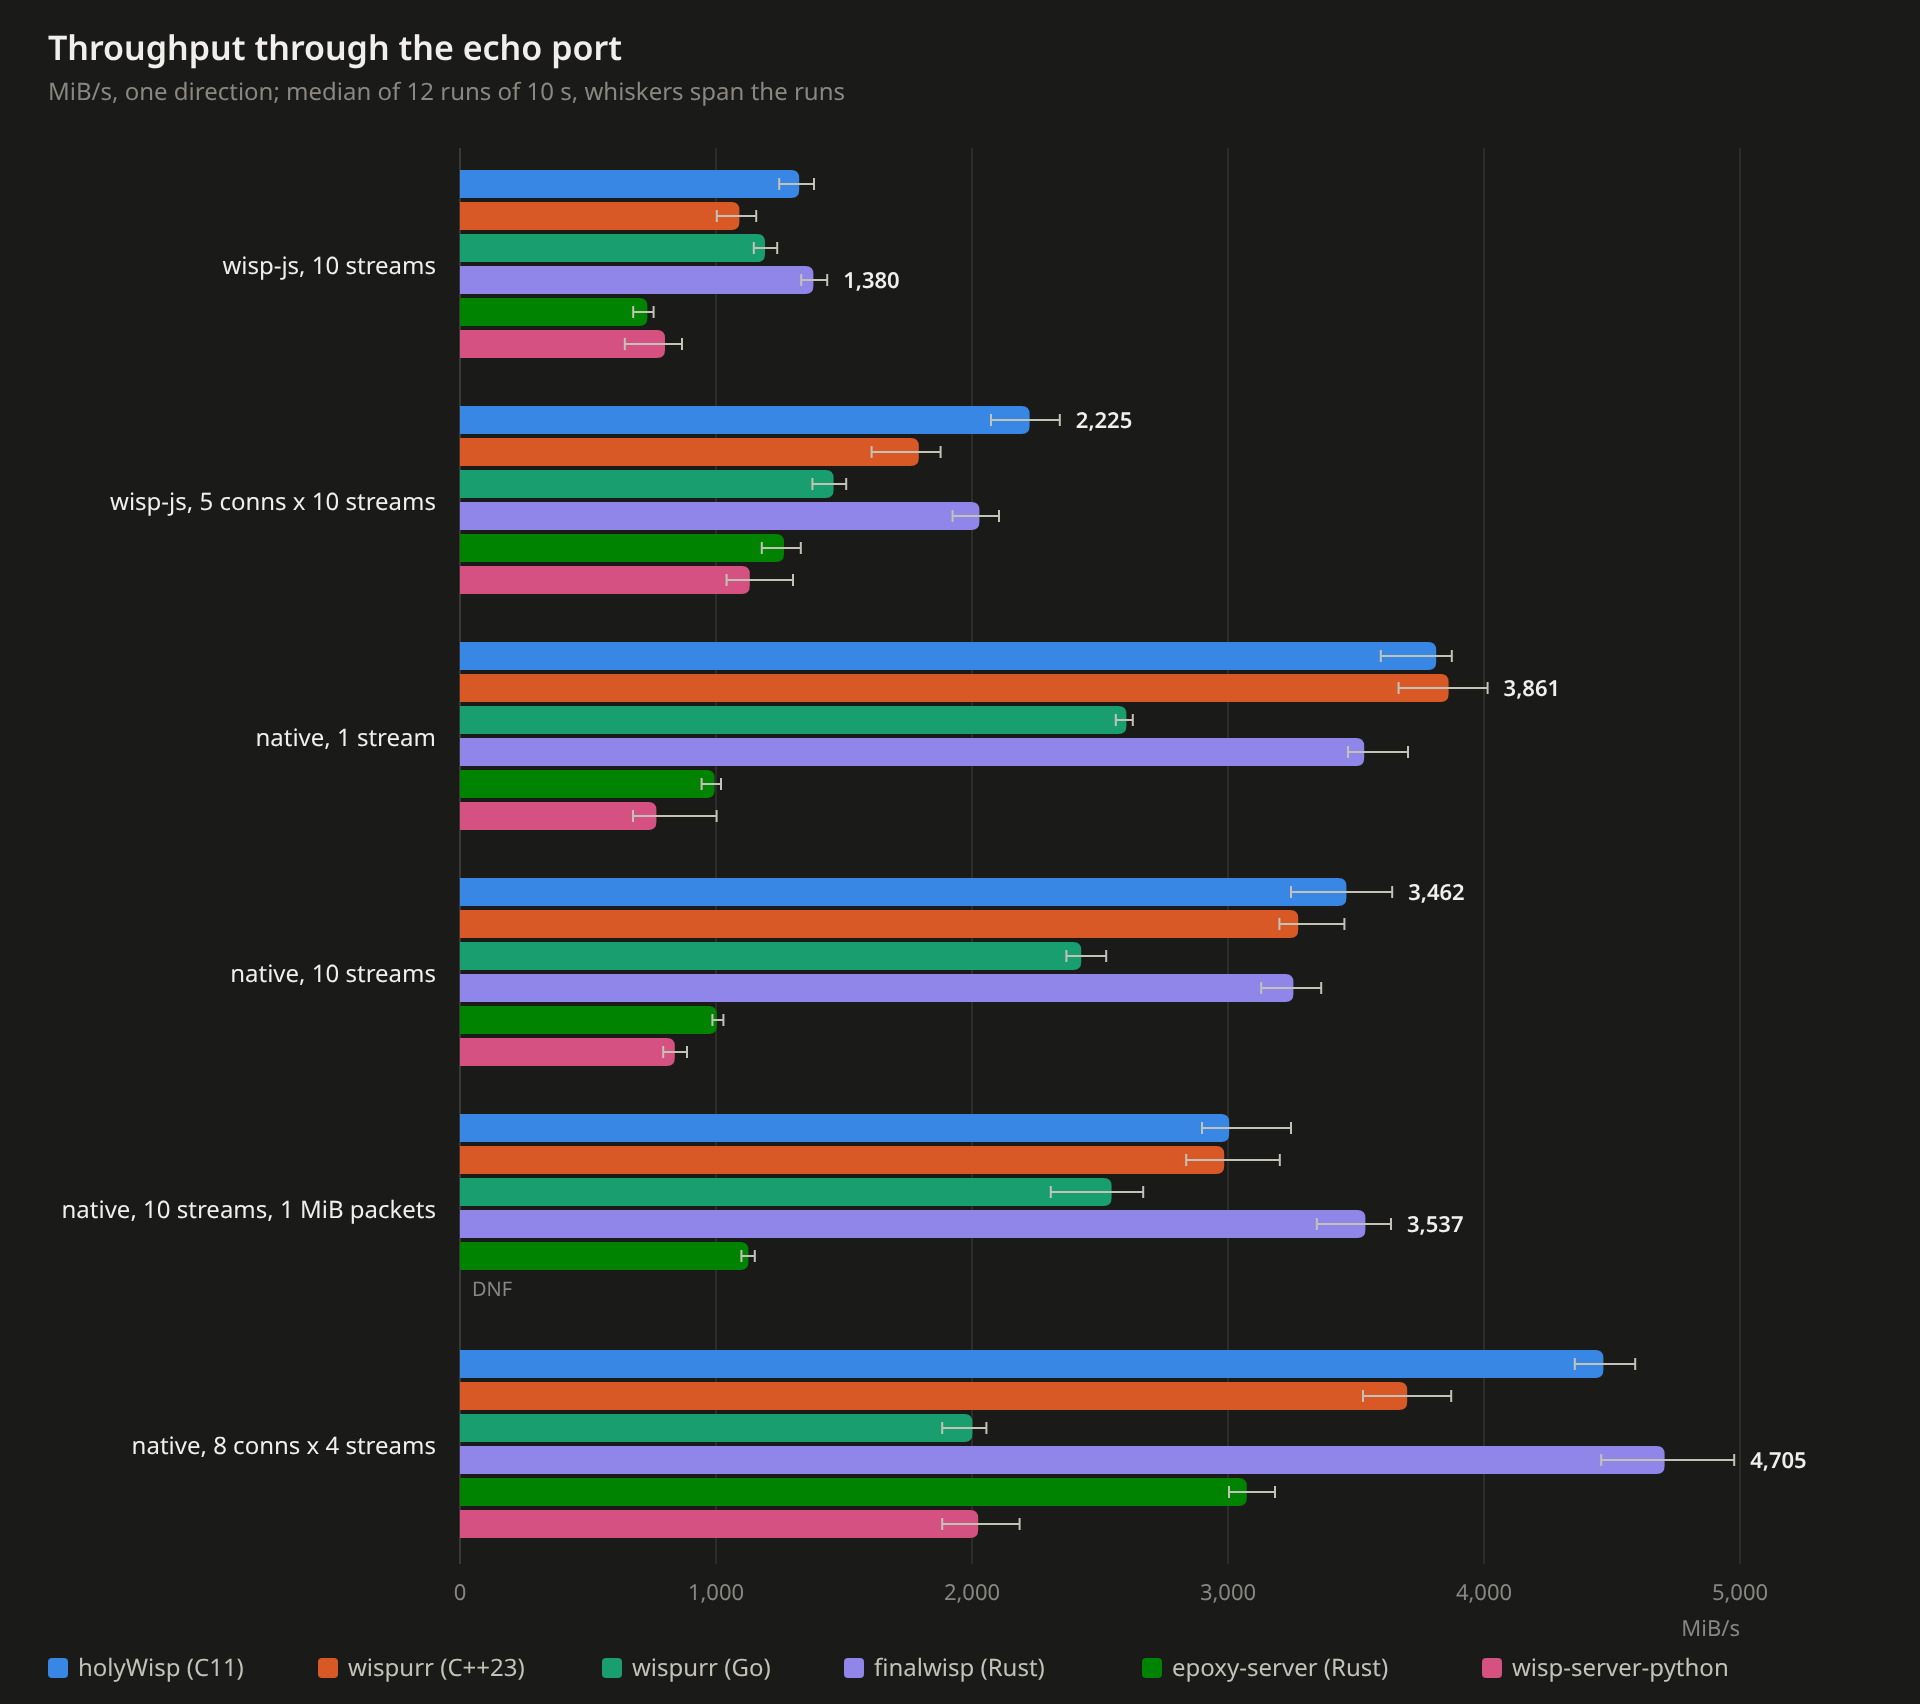 Throughput through the echo port
MiB/s, one direction; median of 12 runs of 10 s, whiskers span the runs
wisp-js, 10 streams
1,380
2,225
wisp-js, 5 conns x 10 streams
3,861
native, 1 stream
3,462
native, 10 streams
native, 10 streams, 1 MiB packets
3,537
DNF
native, 8 conns x 4 streams
4,705
0 1,000 2,000 3,000 4,000 5,000
MiB/s
holyWisp (C11) wispurr (C++23) wispurr (Go) finalwisp (Rust) epoxy-server (Rust) wisp-server-python